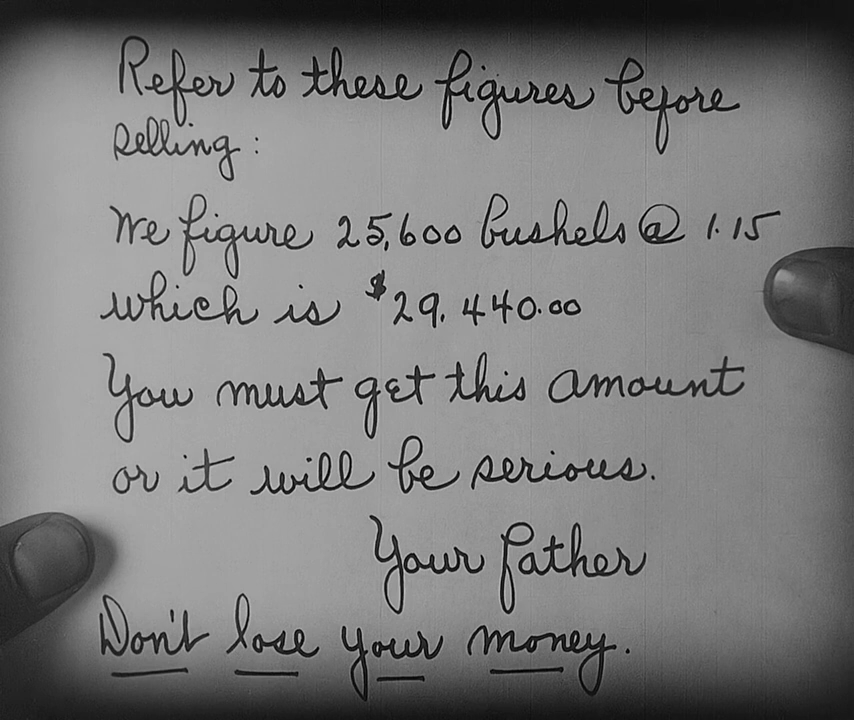 Refer to these figures before
selling:
We figure 25,600 bushels @ 1.15
which is $29,440.00
You must get this amount
or it will be serious.
Your father
Don't lose your money.